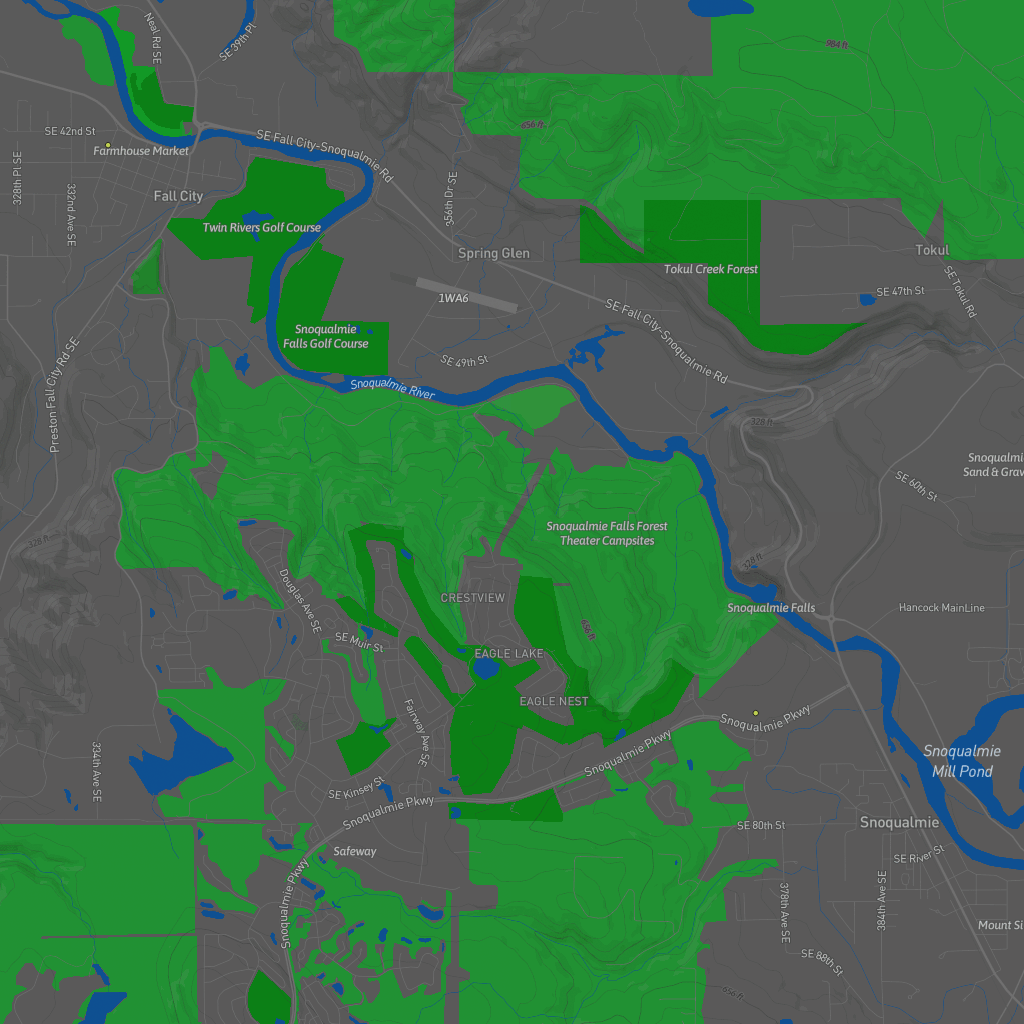 Neal Rd SE
SE 39th Pl
984 ft
656 ft
SE 42nd St
Farmhouse Market
SE Fall City-Snoqualmie Rd
328th Pl SE
332nd Ave SE
Fall City
356th Dr SE
Twin Rivers Golf Course
Spring Glen
Tokul
Tokul Creek Forest
1WA6
SE 47th St
SE Tokul Rd
SE Fall City-Snoqualmie Rd
Snoqualmie
Falls Golf Course
SE 49th St
Preston Fall City Rd SE
Snoqualmie River
328 ft
Snoqualmi
Sand & Grav
SE 60th St
Snoqualmie Falls Forest
Theater Campsites
328 ft
328 ft
Douglas Ave SE
CRESTVIEW
Snoqualmie Falls
Hancock MainLine
656 ft
SE Muir St
EAGLE LAKE
EAGLE NEST
Fairway Ave SE
Snoqualmie Pkwy
Snoqualmie Pkwy
334th Ave SE
Snoqualmie
Mill Pond
SE Kinsey St
Snoqualmie Pkwy
SE 80th St
Snoqualmie
Safeway
SE River St
Snoqualmie Pkwy
378th Ave SE
384th Ave SE
Mount Si
SE 88th St
656 ft